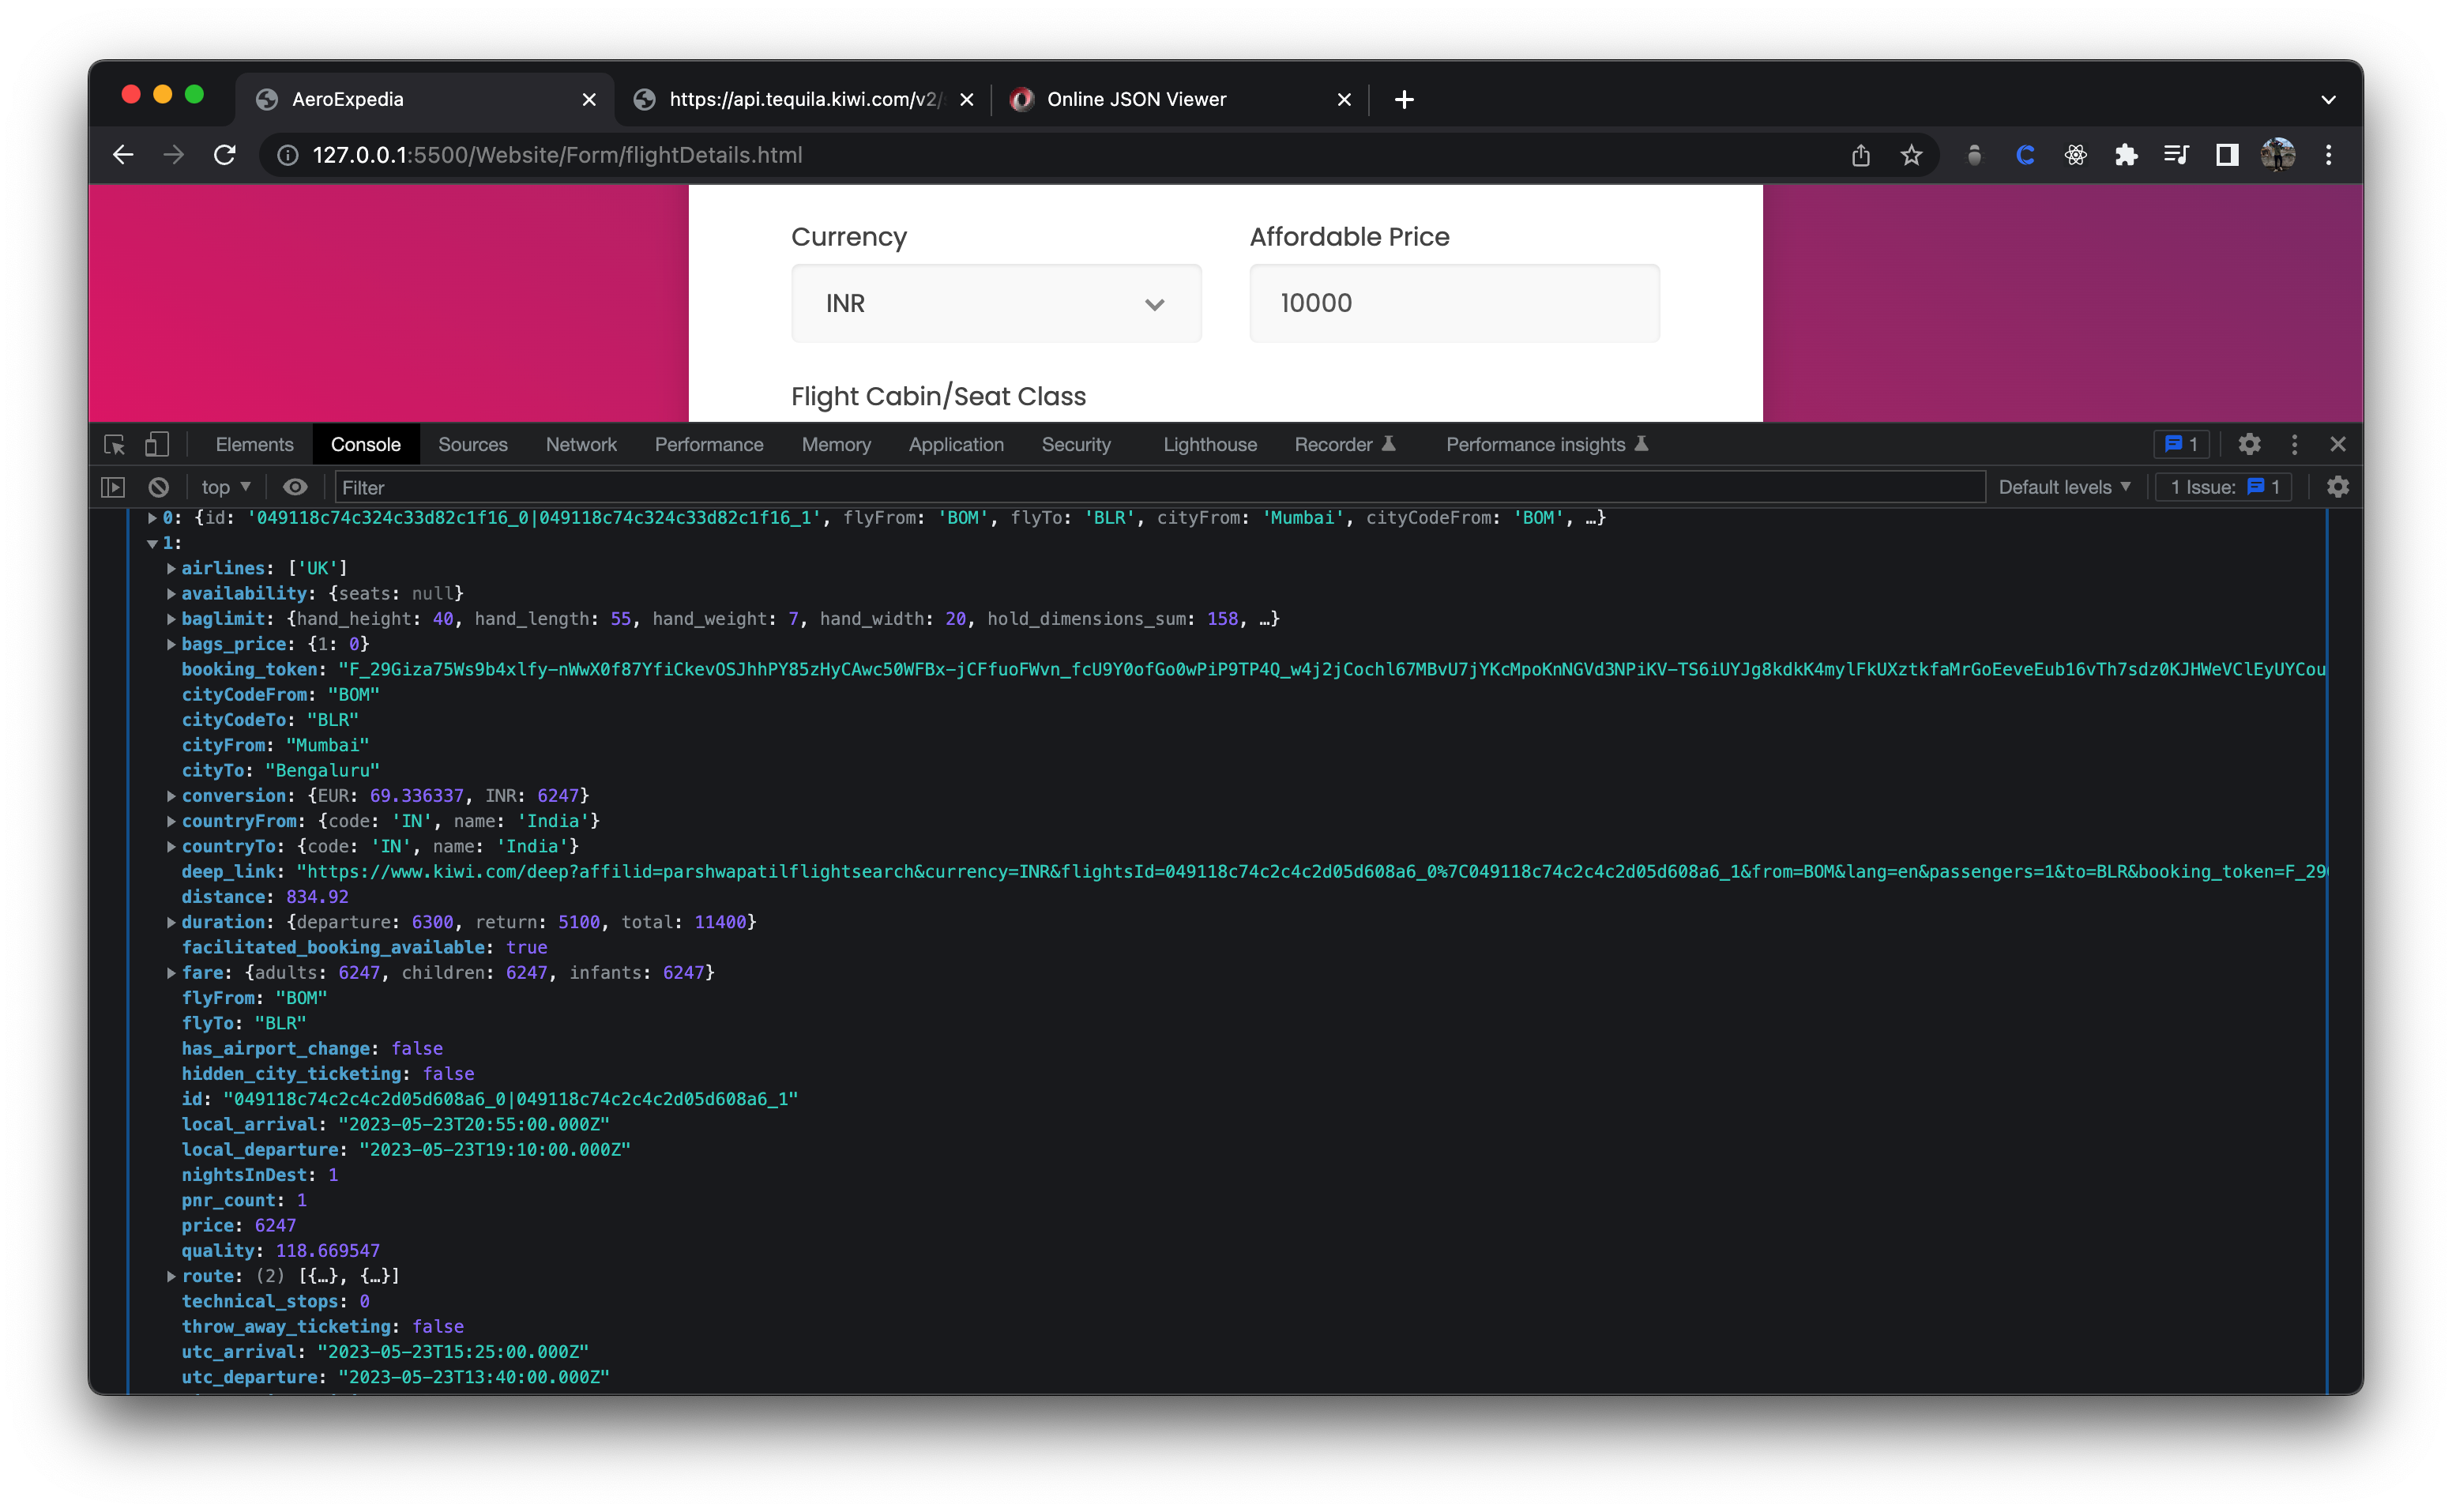 AeroExpedia
https://api.tequila.kiwi.com/v2/
Online JSON Viewer
127.0.0.1:5500/Website/Form/flightDetails.html
Currency
Affordable Price
INR
10000
Flight Cabin/Seat Class
Elements Console Sources Network Performance Memory Application Security Lighthouse Recorder Performance insights 1
top Filter Default levels 1 Issue: 1
0: {id: '049118c74c324c33d82c1f16_0|049118c74c324c33d82c1f16_1', flyFrom: 'BOM', flyTo: 'BLR', cityFrom: 'Mumbai', cityCodeFrom: 'BOM', …}
1:
airlines: ['UK']
availability: {seats: null}
baglimit: {hand_height: 40, hand_length: 55, hand_weight: 7, hand_width: 20, hold_dimensions_sum: 158, …}
bags_price: {1: 0}
booking_token: "F_29Giza75Ws9b4xlfy-nWwX0f87YfiCkevOSJhhPY85zHyCAwc50WFBx-jCFfuoFWvn_fcU9Y0ofGo0wPiP9TP4Q_w4j2jCochl67MBvU7jYKcMpoKnNGVd3NPiKV-TS6iUYJg8kdkK4mylFkUXztkfaMrGoEeveEub16vTh7sdz0KJHWeVClEyUYCou
cityCodeFrom: "BOM"
cityCodeTo: "BLR"
cityFrom: "Mumbai"
cityTo: "Bengaluru"
conversion: {EUR: 69.336337, INR: 6247}
countryFrom: {code: 'IN', name: 'India'}
countryTo: {code: 'IN', name: 'India'}
deep_link: "https://www.kiwi.com/deep?affilid=parshwapatilflightsearch&currency=INR&flightsId=049118c74c2c4c2d05d608a6_0%7C049118c74c2c4c2d05d608a6_1&from=BOM&lang=en&passengers=1&to=BLR&booking_token=F_29
distance: 834.92
duration: {departure: 6300, return: 5100, total: 11400}
facilitated_booking_available: true
fare: {adults: 6247, children: 6247, infants: 6247}
flyFrom: "BOM"
flyTo: "BLR"
has_airport_change: false
hidden_city_ticketing: false
id: "049118c74c2c4c2d05d608a6_0|049118c74c2c4c2d05d608a6_1"
local_arrival: "2023-05-23T20:55:00.000Z"
local_departure: "2023-05-23T19:10:00.000Z"
nightsInDest: 1
pnr_count: 1
price: 6247
quality: 118.669547
route: (2) [{…}, {…}]
technical_stops: 0
throw_away_ticketing: false
utc_arrival: "2023-05-23T15:25:00.000Z"
utc_departure: "2023-05-23T13:40:00.000Z"